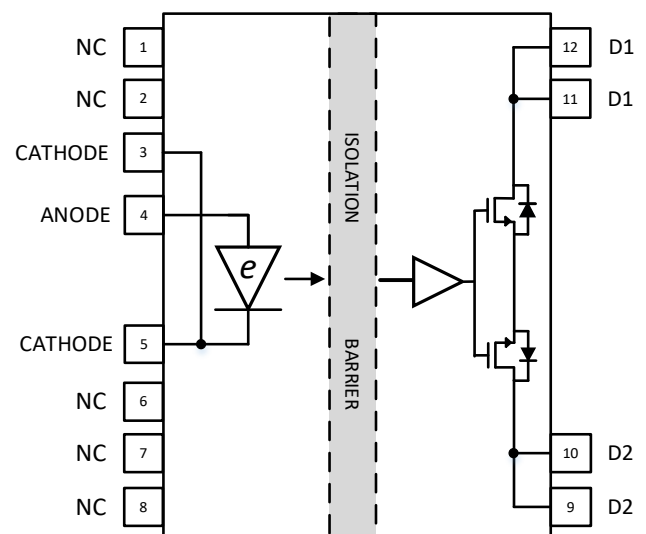 NC 1
NC 2
CATHODE 3
ANODE 4
CATHODE 5
NC 6
NC 7
NC 8
e
ISOLATION
BARRIER
12 D1
11 D1
10 D2
9 D2